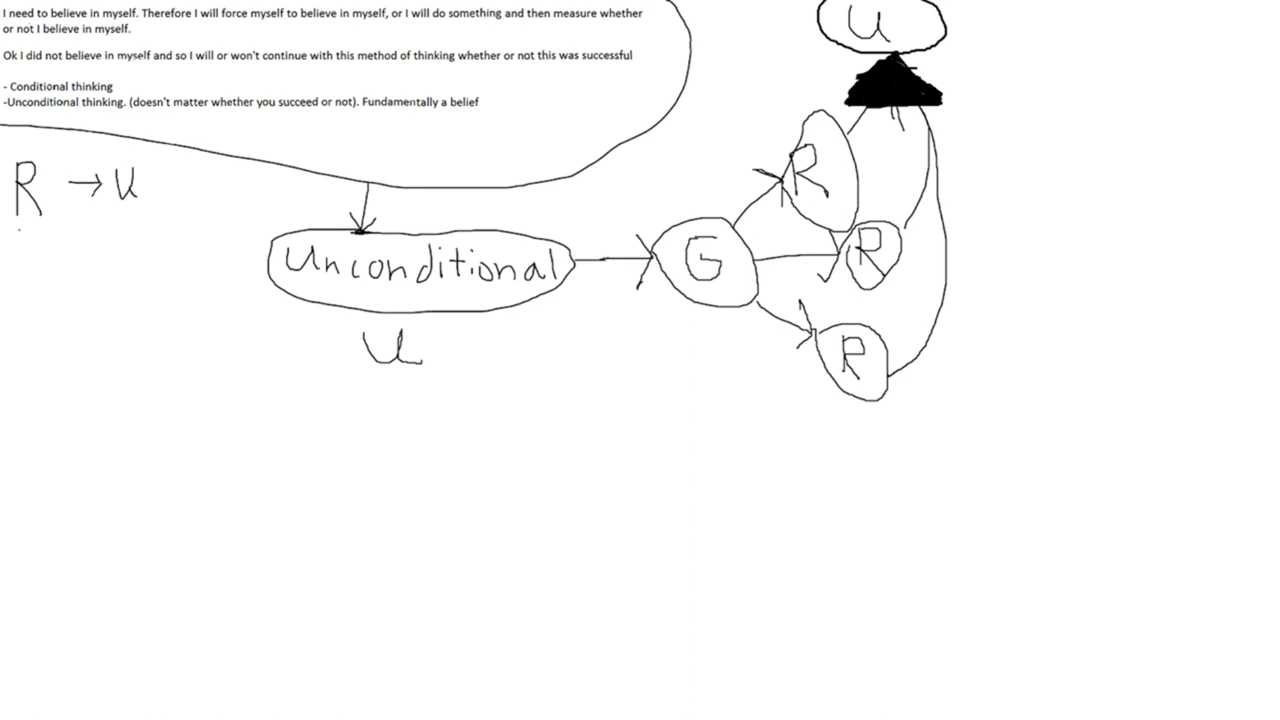 I need to believe in myself. Therefore I will force myself to believe in myself, or I will do something and then measure whether
or not I believe in myself.
Ok I did not believe in myself and so I will or won't continue with this method of thinking whether or not this was successful
- Conditional thinking
-Unconditional thinking. (doesn't matter whether you succeed or not). Fundamentally a belief
U
R → U
R
Unconditional
G
R
U
R